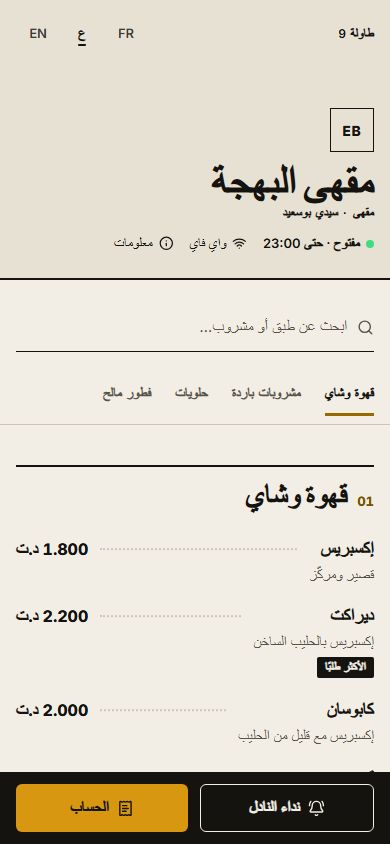 طاولة 9
FR
ع
EN
EB
مقهى البهجة
مقهى · سيدي بوسعيد
مفتوح · حتى 23:00
واي فاي
معلومات
ابحث عن طبق أو مشروب...
قهوة وشاي
مشروبات باردة
حلويات
فطور مالح
01 قهوة وشاي
إكسبريس 1.800 د.ت
قصير ومركّز
ديراكت 2.200 د.ت
إكسبريس بالحليب الساخن
الأكثر طلبًا
كابوسان 2.000 د.ت
إكسبريس مع قليل من الحليب
نداء النادل
الحساب